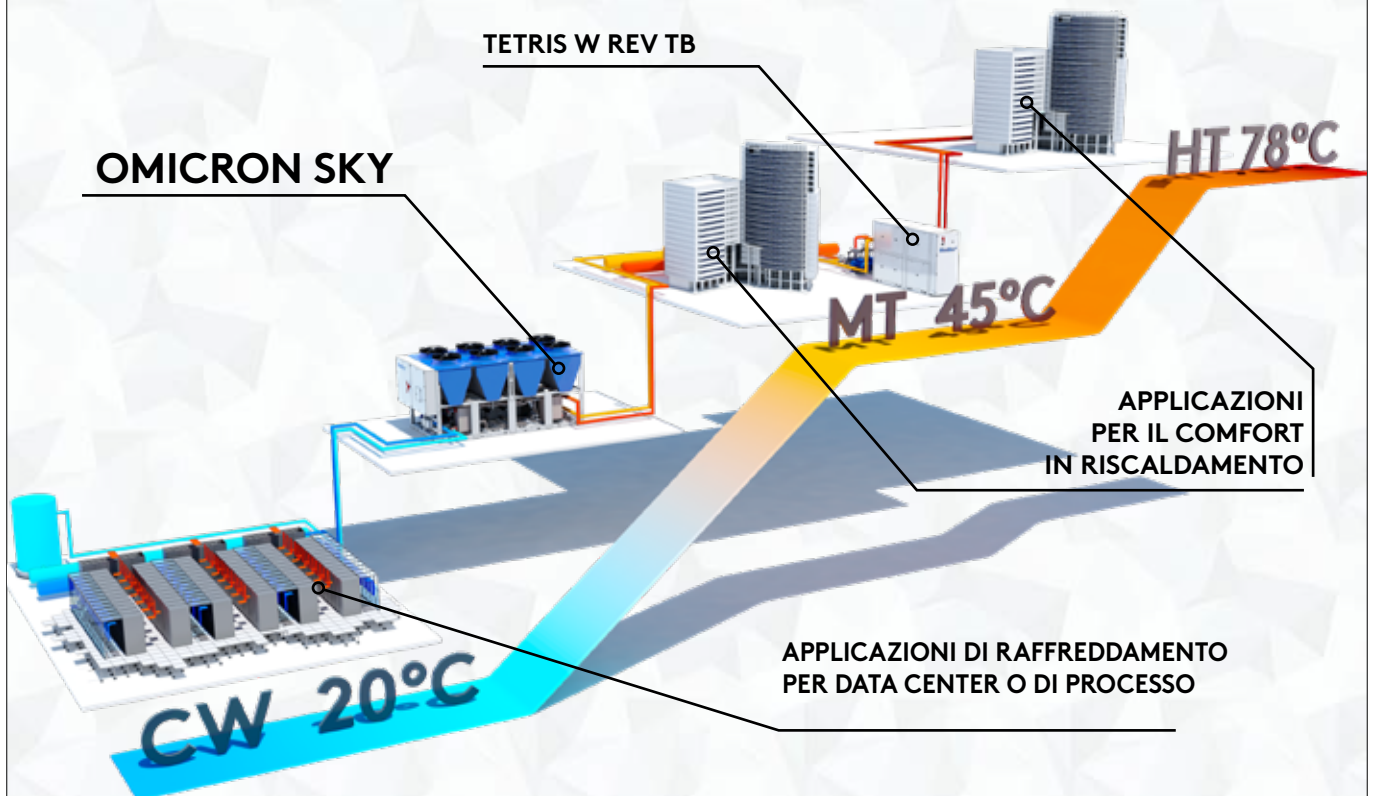 TETRIS W REV TB
OMICRON SKY
HT 78°C
MT 45°C
APPLICAZIONI
PER IL COMFORT
IN RISCALDAMENTO
APPLICAZIONI DI RAFFREDDAMENTO
PER DATA CENTER O DI PROCESSO
CW 20°C